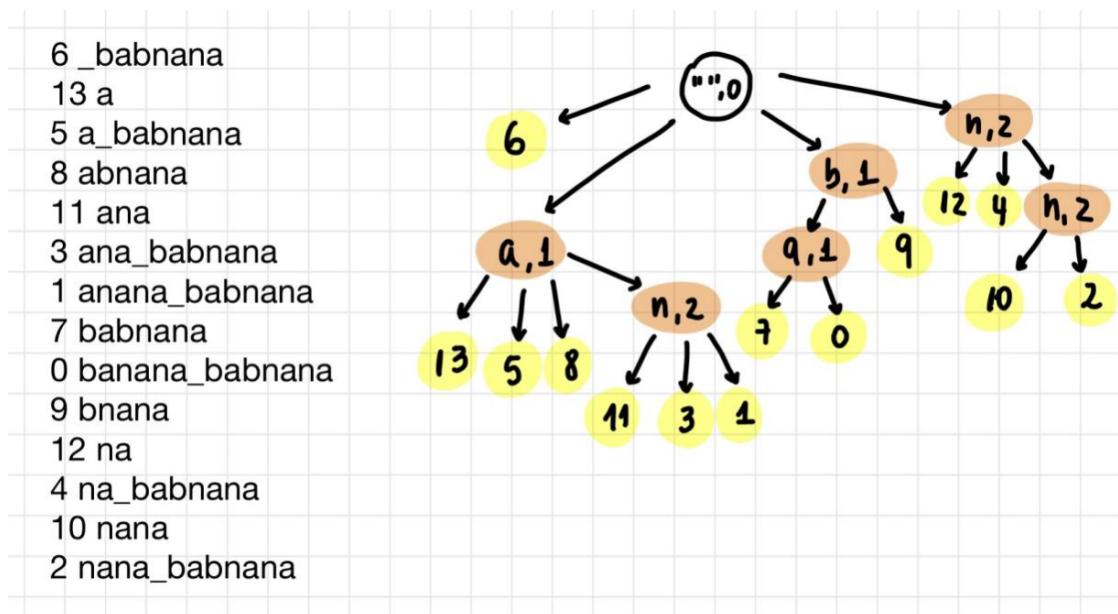 6 _babnana
13 a
5 a_babnana
8 abnana
11 ana
3 ana_babnana
1 anana_babnana
7 babnana
0 banana_babnana
9 bnana
12 na
4 na_babnana
10 nana
2 nana_babnana
"",0
6
n,2
b,1
12 4 n,2
a,1
a,1
9
n,2
10 2
7 0
13 5 8
11 3 1